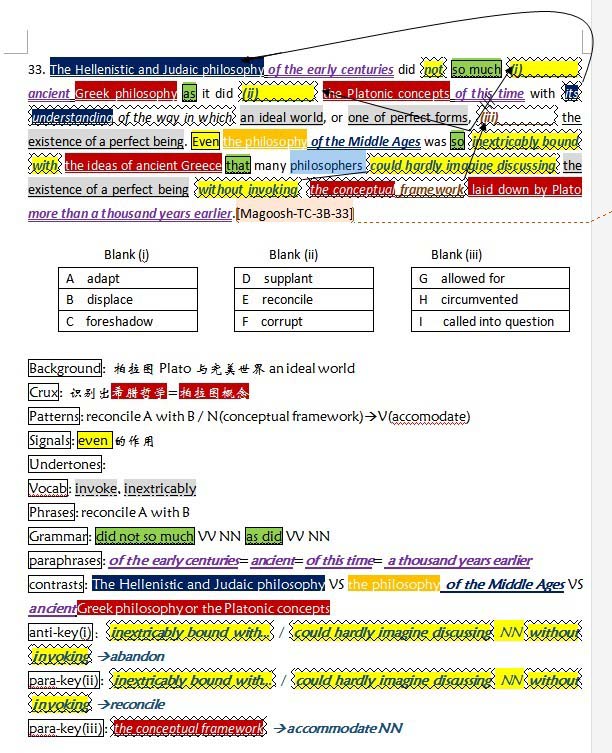 33. The Hellenistic and Judaic philosophy of the early centuries did not so much (i)
ancient Greek philosophy as it did (ii) the Platonic concepts of this time with its
understanding of the way in which an ideal world, or one of perfect forms, (iii) the
existence of a perfect being. Even the philosophy of the Middle Ages was so inextricably bound
with the ideas of ancient Greece that many philosophers could hardly imagine discussing the
existence of a perfect being without invoking the conceptual framework laid down by Plato
more than a thousand years earlier.[Magoosh-TC-3B-33]
Blank (i) Blank (ii) Blank (iii)
A adapt D supplant G allowed for
B displace E reconcile H circumvented
C foreshadow F corrupt I called into question
Background: 柏拉图 Plato 与完美世界 an ideal world
Crux: 识别出希腊哲学=柏拉图概念
Patterns: reconcile A with B / N(conceptual framework)→V(accomodate)
Signals: even 的作用
Undertones:
Vocab: invoke, inextricably
Phrases: reconcile A with B
Grammar: did not so much VV NN as did VV NN
paraphrases: of the early centuries= ancient= of this time= a thousand years earlier
contrasts: The Hellenistic and Judaic philosophy VS the philosophy of the Middle Ages VS
ancient Greek philosophy or the Platonic concepts
anti-key(i): inextricably bound with.. / could hardly imagine discussing NN without
invoking →abandon
para-key(ii): inextricably bound with.. / could hardly imagine discussing NN without
invoking →reconcile
para-key(iii): the conceptual framework →accommodate NN